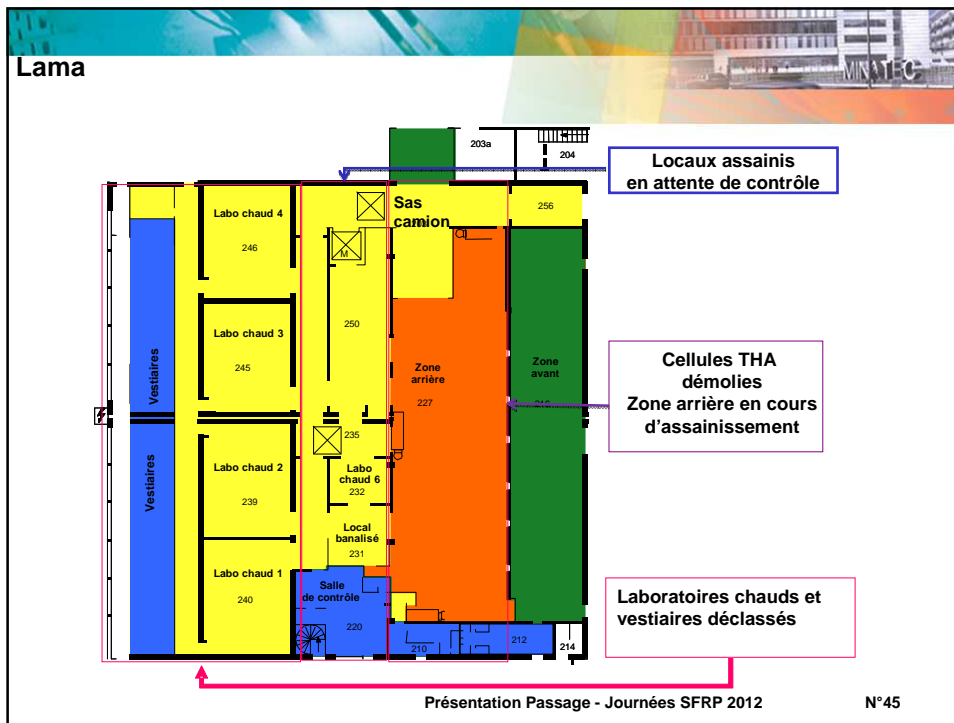 MINATEC
Lama
203a
204
Locaux assainis
en attente de contrôle
Sas
camion
256
Labo chaud 4
246
M
Labo chaud 3
245
250
Vestiaires
Zone
arrière
227
Zone
avant
Cellules THA
démolies
Zone arrière en cours
d'assainissement
235
Labo chaud 2
239
Labo
chaud 6
232
Vestiaires
Local
banalisé
231
Labo chaud 1
240
Salle
de contrôle
220
210
212
214
Laboratoires chauds et
vestiaires déclassés
Présentation Passage - Journées SFRP 2012
N°45